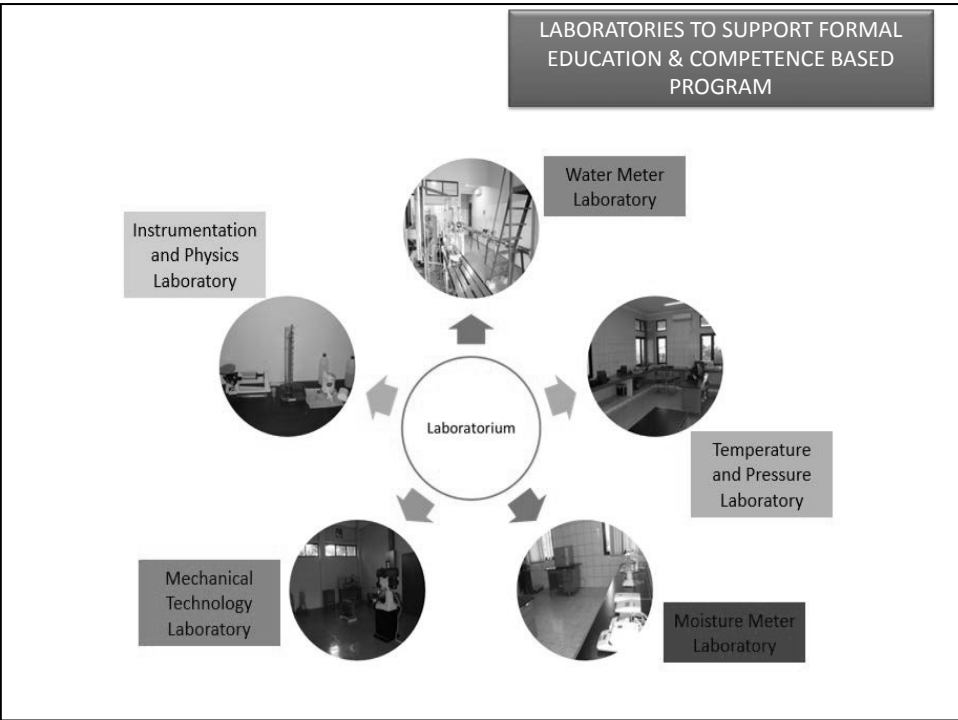 LABORATORIES TO SUPPORT FORMAL
EDUCATION & COMPETENCE BASED
PROGRAM
Water Meter
Laboratory
Instrumentation
and Physics
Laboratory
Laboratorium
Temperature
and Pressure
Laboratory
Mechanical
Technology
Laboratory
Moisture Meter
Laboratory